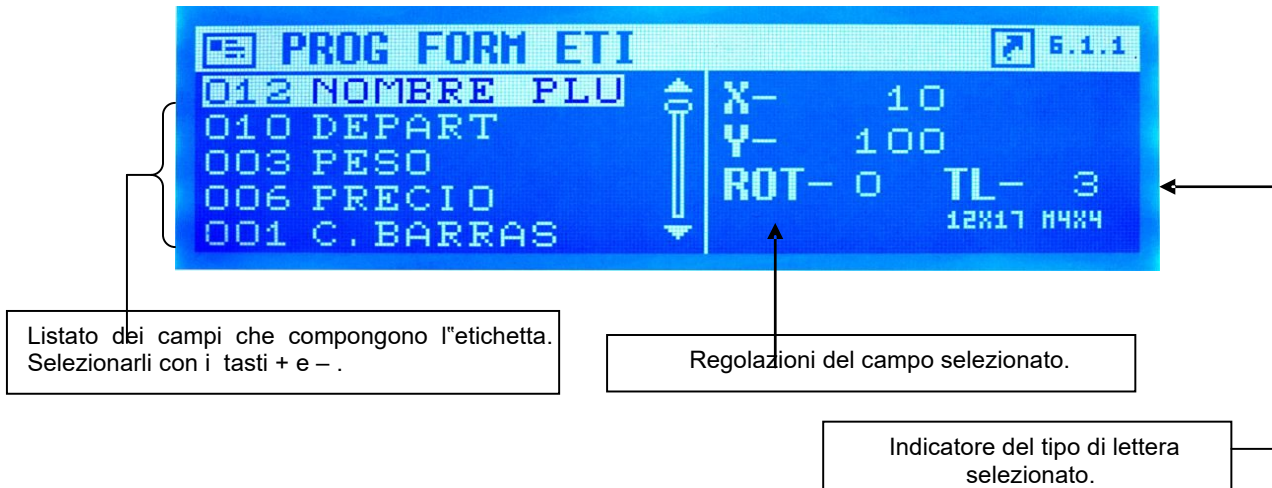 PROG FORM ETI 6.1.1
012 NOMBRE PLU
010 DEPART
003 PESO
006 PRECIO
001 C.BARRAS
X- 10
Y- 100
ROT- 0 TL- 3
12X17 M4X4
Listato dei campi che compongono l‟etichetta.
Selezionarli con i tasti + e – .
Regolazioni del campo selezionato.
Indicatore del tipo di lettera
selezionato.